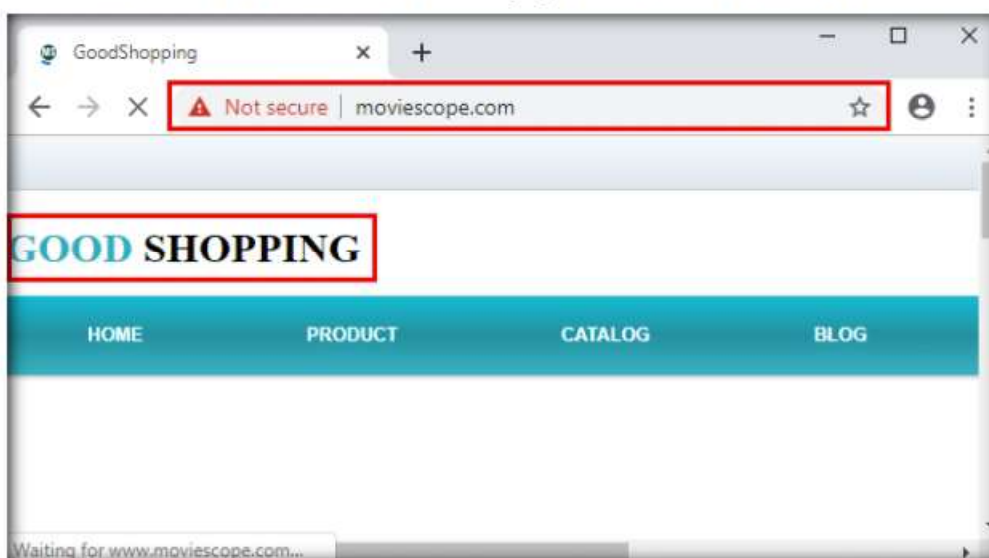 GoodShopping
Not secure | moviescope.com
GOOD SHOPPING
HOME PRODUCT CATALOG BLOG
Waiting for www.moviescope.com...